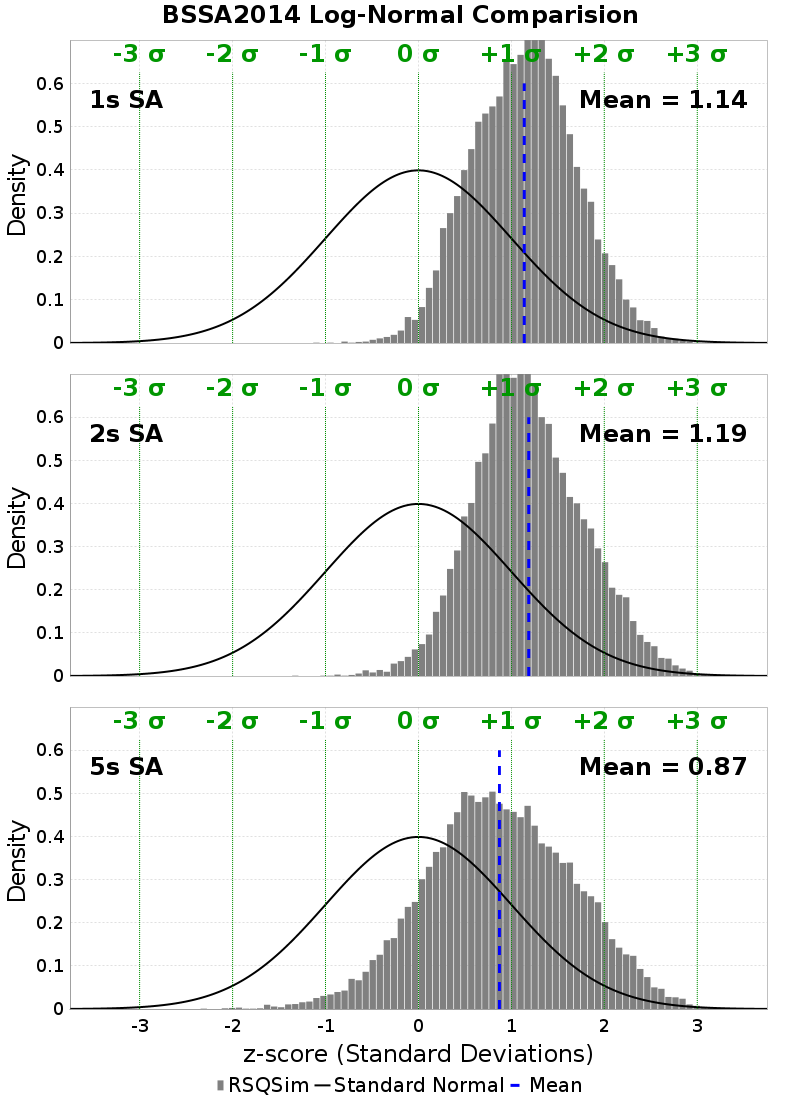 BSSA2014 Log-Normal Comparision
-3 σ -2 σ -1 σ 0 σ +1 σ +2 σ +3 σ
1s SA Mean = 1.14
Density
0.6
0.5
0.4
0.3
0.2
0.1
0
-3 σ -2 σ -1 σ 0 σ +1 σ +2 σ +3 σ
2s SA Mean = 1.19
Density
0.6
0.5
0.4
0.3
0.2
0.1
0
-3 σ -2 σ -1 σ 0 σ +1 σ +2 σ +3 σ
5s SA Mean = 0.87
Density
0.6
0.5
0.4
0.3
0.2
0.1
0
-3 -2 -1 0 1 2 3
z-score (Standard Deviations)
RSQSim Standard Normal Mean